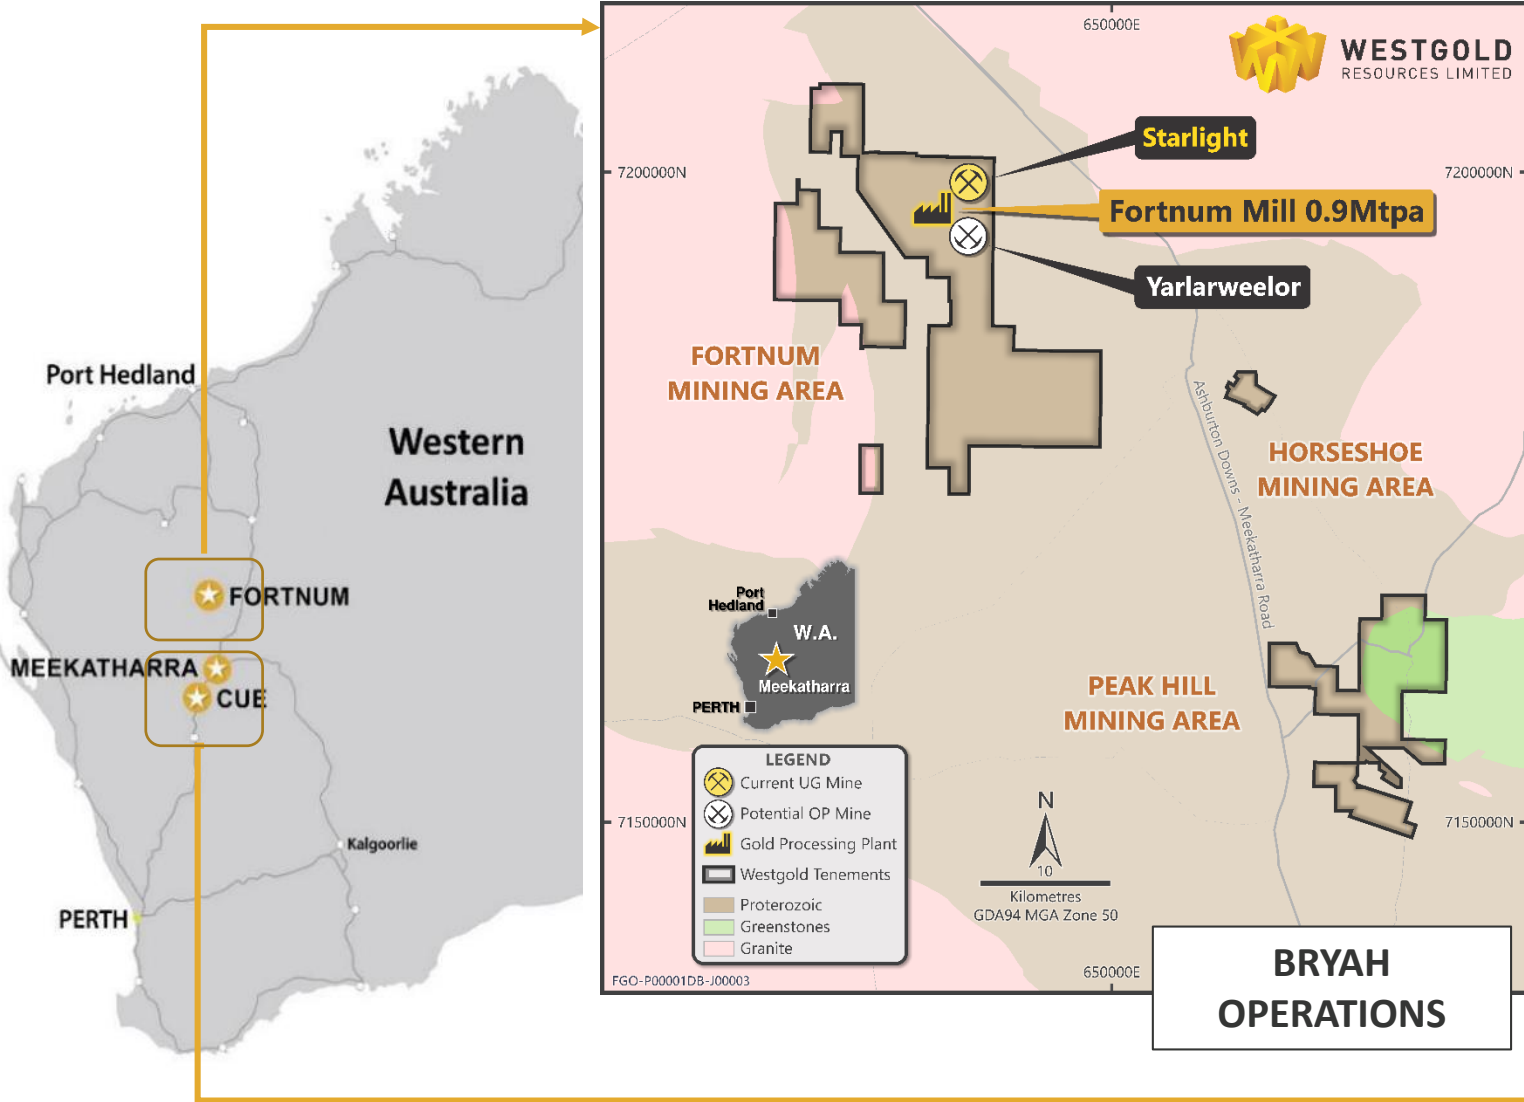 Port Hedland
Western
Australia
FORTNUM
MEEKATHARRA
CUE
Kalgoorlie
PERTH
650000E
WESTGOLD
RESOURCES LIMITED
Starlight
7200000N
7200000N
Fortnum Mill 0.9Mtpa
Yarlarweelor
FORTNUM
MINING AREA
Ashburton Downs - Meekatharra Road
HORSESHOE
MINING AREA
Port
Hedland
W.A.
Meekatharra
PERTH
PEAK HILL
MINING AREA
LEGEND
Current UG Mine
Potential OP Mine
Gold Processing Plant
Westgold Tenements
Proterozoic
Greenstones
Granite
N
10
Kilometres
GDA94 MGA Zone 50
7150000N
7150000N
FGO-P00001DB-J00003
650000E
BRYAH
OPERATIONS